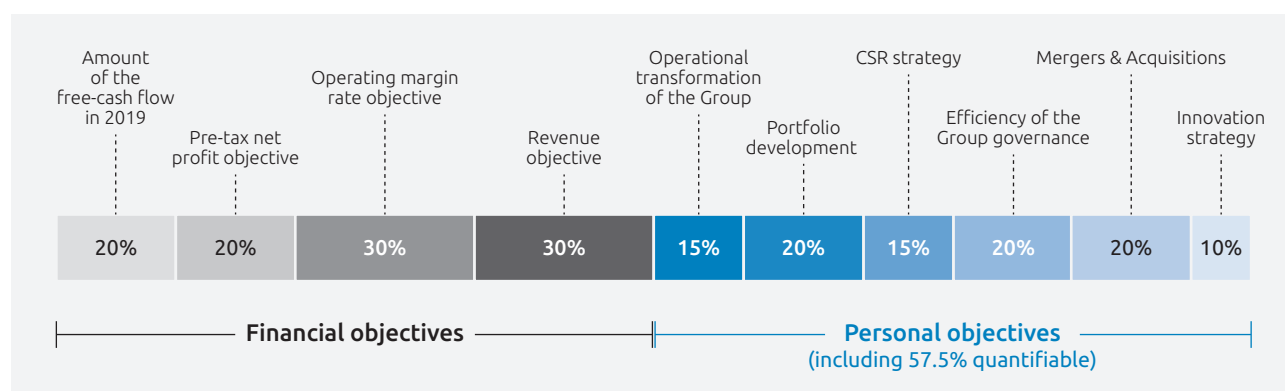 Amount
of the
free-cash flow
in 2019
Pre-tax net
profit objective
Operating margin
rate objective
Revenue
objective
Operational
transformation
of the Group
Portfolio
development
CSR strategy
Efficiency of the
Group governance
Mergers & Acquisitions
Innovation
strategy
20%
20%
30%
30%
15%
20%
15%
20%
20%
10%
Financial objectives
Personal objectives
(including 57.5% quantifiable)